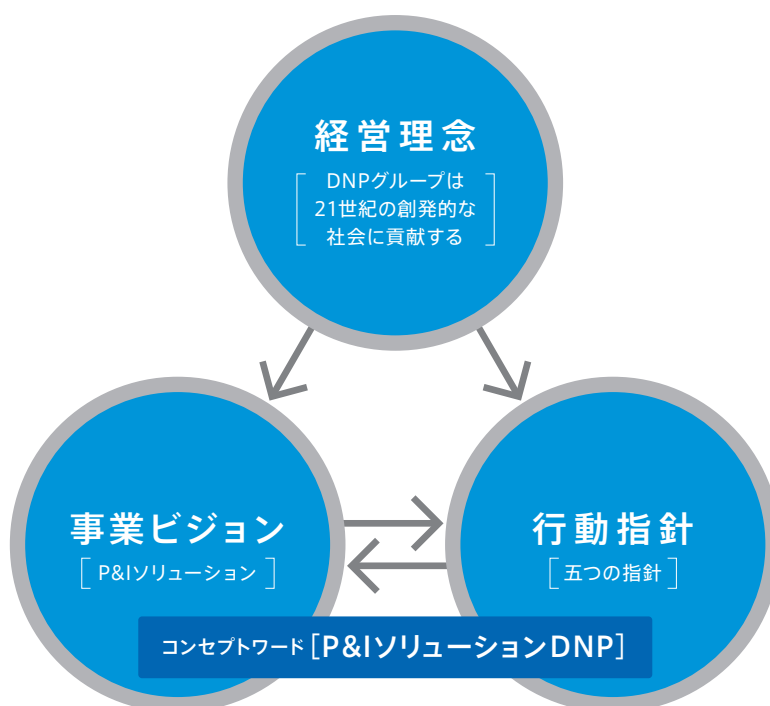 経営理念
DNPグループは
21世紀の創発的な
社会に貢献する
事業ビジョン
P&Iソリューション
行動指針
五つの指針
コンセプトワード[P&IソリューションDNP]